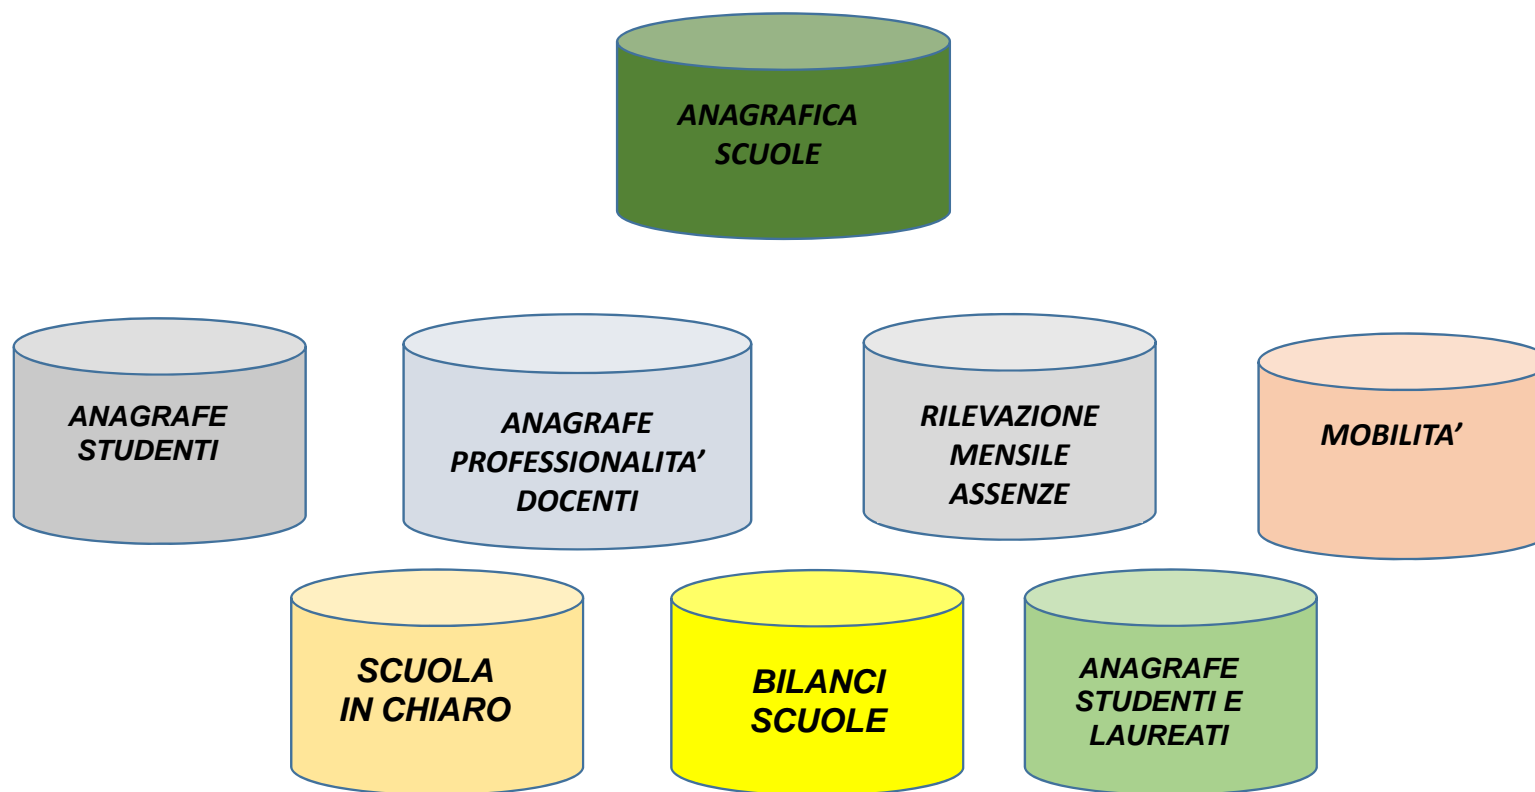 ANAGRAFICA
SCUOLE
ANAGRAFE
STUDENTI
ANAGRAFE
PROFESSIONALITA’
DOCENTI
RILEVAZIONE
MENSILE
ASSENZE
MOBILITA’
SCUOLA
IN CHIARO
BILANCI
SCUOLE
ANAGRAFE
STUDENTI E
LAUREATI